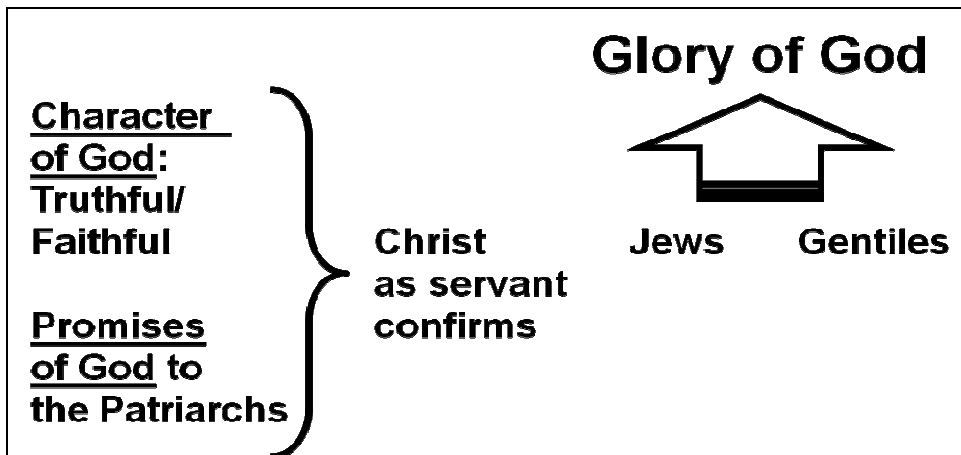 Glory of God
Character
of God:
Truthful/
Faithful
Promises
of God to
the Patriarchs
Christ
as servant
confirms
Jews Gentiles